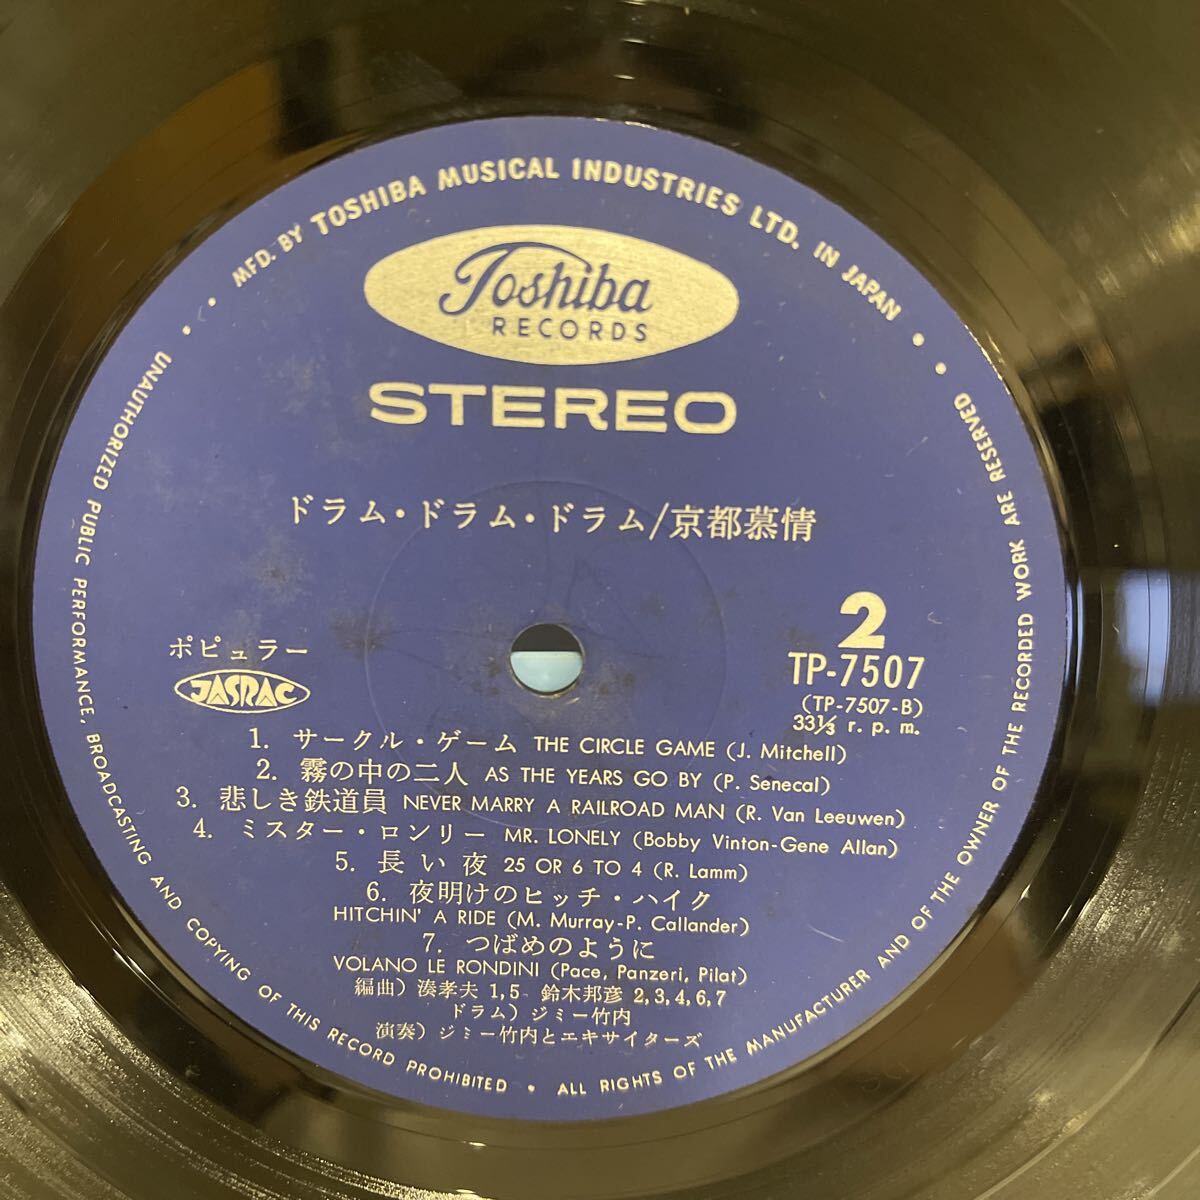 MFD. BY TOSHIBA MUSICAL INDUSTRIES LTD. IN JAPAN
Toshiba
RECORDS
STEREO
ドラム・ドラム・ドラム/京都慕情
ポピュラー
JASRAC
2
TP-7507
(TP-7507-B)
33⅓ r. p. m.
1. サークル・ゲーム THE CIRCLE GAME (J. Mitchell)
2. 霧の中の二人 AS THE YEARS GO BY (P. Senecal)
3. 悲しき鉄道員 NEVER MARRY A RAILROAD MAN (R. Van Leeuwen)
4. ミスター・ロンリー MR. LONELY (Bobby Vinton-Gene Allan)
5. 長い夜 25 OR 6 TO 4 (R. Lamm)
6. 夜明けのヒッチ・ハイク
HITCHIN' A RIDE (M. Murray-P. Callander)
7. つばめのように
VOLANO LE RONDINI (Pace, Panzeri, Pilat)
編曲) 湊孝夫 1,5 鈴木邦彦 2,3,4,6,7
ドラム) ジミー竹内
演奏) ジミー竹内とエキサイターズ
UNAUTHORIZED PUBLIC PERFORMANCE, BROADCASTING AND COPYING OF THIS RECORD PROHIBITED • ALL RIGHTS OF THE MANUFACTURER AND OF THE OWNER OF THE RECORDED WORK ARE RESERVED